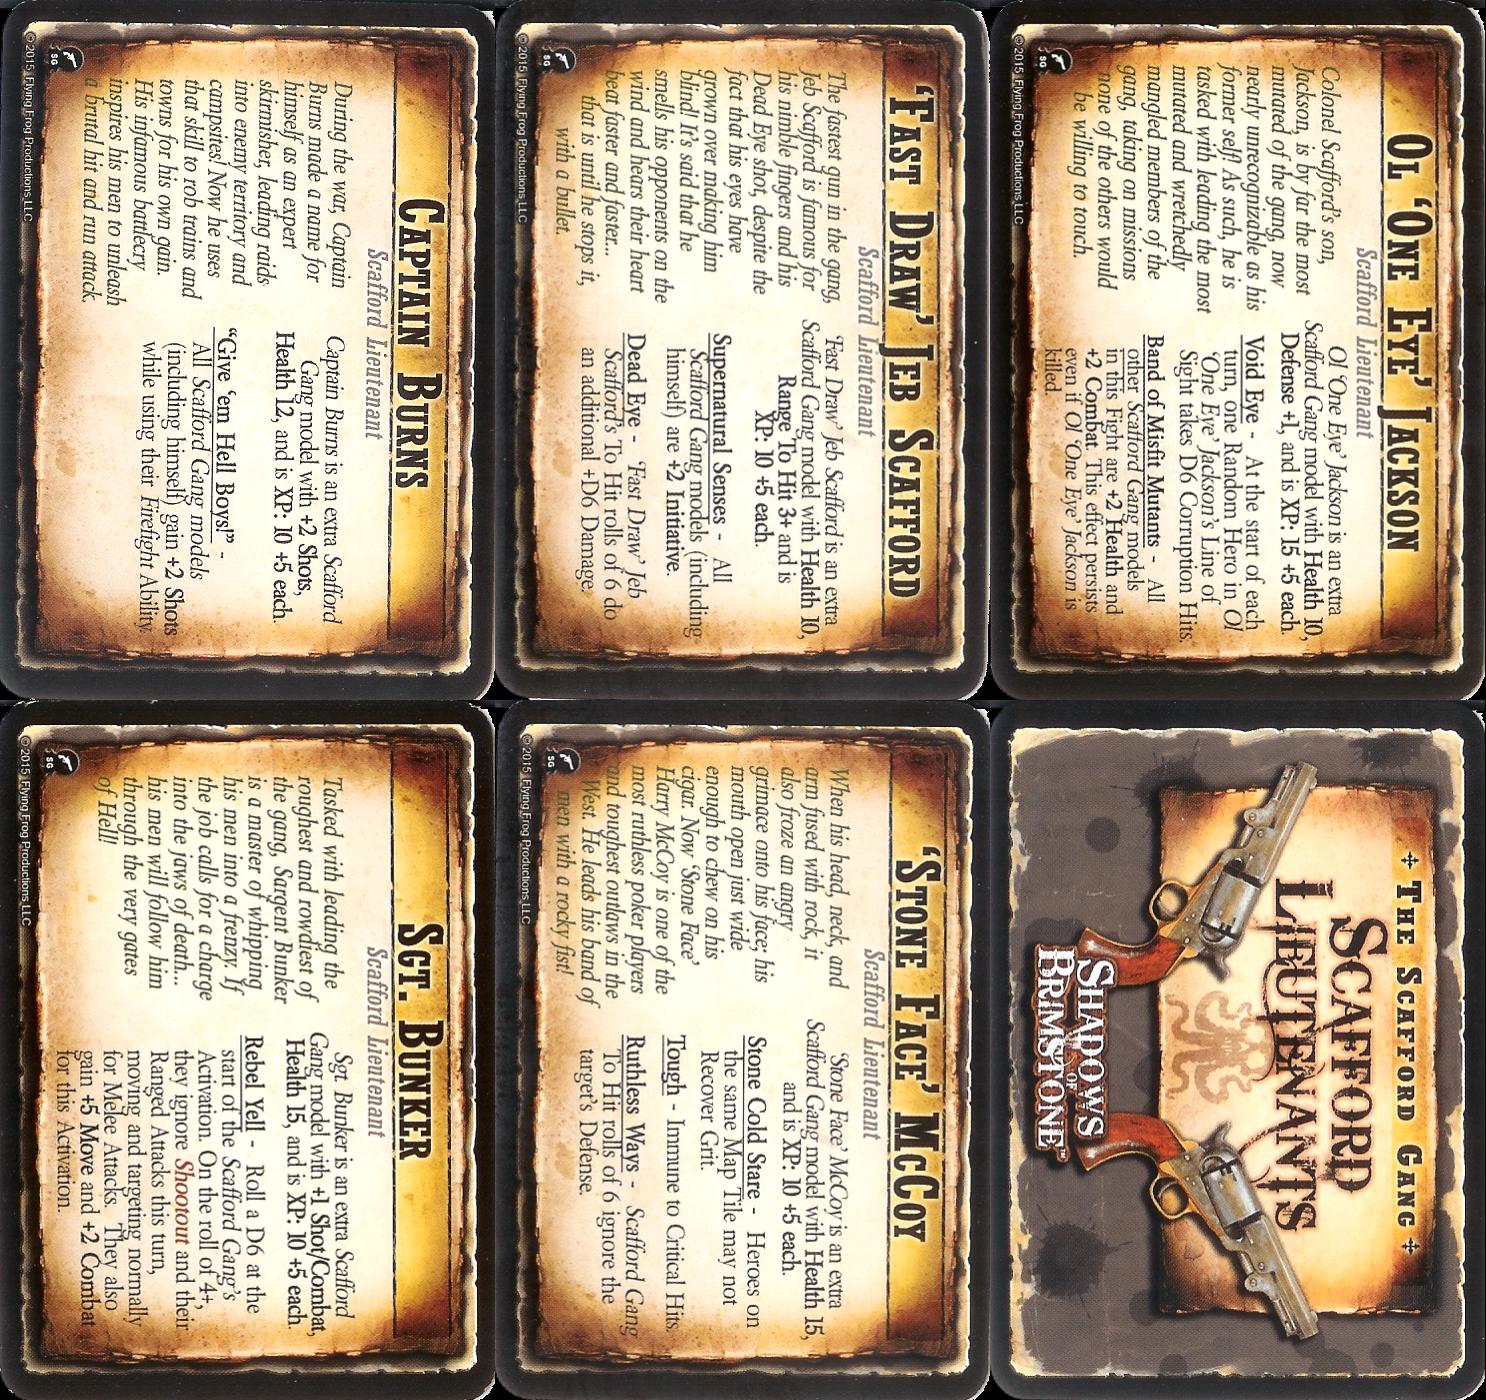 OL 'ONE EYE' JACKSON
Scafford Lieutenant
Colonel Scafford's son,
Jackson, is by far the most
mutated of the gang, now
nearly unrecognizable as his
former self! As such, he is
tasked with leading the most
mutated and wretchedly
mangled members of the
gang, taking on missions
none of the others would
be willing to touch.
Ol 'One Eye' Jackson is an extra
Scafford Gang model with Health 10,
Defense +1, and is XP: 15 +5 each.
Void Eye - At the start of each
turn, one Random Hero in Ol
'One Eye' Jackson's Line of
Sight takes D6 Corruption Hits.
Band of Misfit Mutants - All
other Scafford Gang models
in this Fight are +2 Health and
+2 Combat. This effect persists
even if Ol 'One Eye' Jackson is
killed
SG
©2015 Flying Frog Productions LLC
THE SCAFFORD GANG
SCAFFORD
LIEUTENANTS
SHADOWS
OF
BRIMSTONE™
'FAST DRAW' JEB SCAFFORD
Scafford Lieutenant
The fastest gun in the gang,
Jeb Scafford is famous for
his nimble fingers and his
Dead Eye shot, despite the
fact that his eyes have
grown over making him
blind! It's said that he
smells his opponents on the
wind and hears their heart
beat faster and faster...
that is until he stops it,
with a bullet.
'Fast Draw' Jeb Scafford is an extra
Scafford Gang model with Health 10,
Range To Hit 3+ and is
XP: 10 +5 each.
Supernatural Senses - All
Scafford Gang models (including
himself) are +2 Initiative.
Dead Eye - 'Fast Draw' Jeb
Scafford's To Hit rolls of 6 do
an additional +D6 Damage.
SG
©2015 Flying Frog Productions LLC
'STONE FACE' MCCOY
Scafford Lieutenant
When his head, neck, and
arm fused with rock, it
also froze an angry
grimace onto his face; his
mouth open just wide
enough to chew on his
cigar. Now 'Stone Face'
Harry McCoy is one of the
most ruthless poker players
and toughest outlaws in the
West. He leads his band of
men with a rocky fist!
'Stone Face' McCoy is an extra
Scafford Gang model with Health 15,
and is XP: 10 +5 each.
Stone Cold Stare - Heroes on
the same Map Tile may not
Recover Grit.
Tough - Immune to Critical Hits.
Ruthless Ways - Scafford Gang
To Hit rolls of 6 ignore the
target's Defense.
SG
©2015 Flying Frog Productions LLC
CAPTAIN BURNS
Scafford Lieutenant
During the war, Captain
Burns made a name for
himself as an expert
skirmisher, leading raids
into enemy territory and
campsites! Now he uses
that skill to rob trains and
towns for his own gain.
His infamous battlecry
inspires his men to unleash
a brutal hit and run attack.
Captain Burns is an extra Scafford
Gang model with +2 Shots,
Health 12, and is XP: 10 +5 each.
"Give 'em Hell Boys!" -
All Scafford Gang models
(including himself) gain +2 Shots
while using their Firefight Ability.
SG
©2015 Flying Frog Productions LLC
SGT. BUNKER
Scafford Lieutenant
Tasked with leading the
roughest and rowdiest of
the gang, Sargent Bunker
is a master of whipping
his men into a frenzy. If
the job calls for a charge
into the jaws of death...
his men will follow him
through the very gates
of Hell!
Sgt. Bunker is an extra Scafford
Gang model with +1 Shot/Combat,
Health 15, and is XP: 10 +5 each.
Rebel Yell - Roll a D6 at the
start of the Scafford Gang's
Activation. On the roll of 4+,
they ignore Shootout and their
Ranged Attacks this turn,
moving and targeting normally
for Melee Attacks. They also
gain +5 Move and +2 Combat
for this Activation.
SG
©2015 Flying Frog Productions LLC